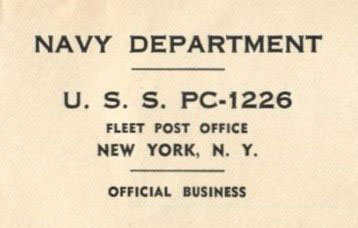 NAVY DEPARTMENT
U. S. S. PC-1226
FLEET POST OFFICE
NEW YORK, N. Y.
OFFICIAL BUSINESS